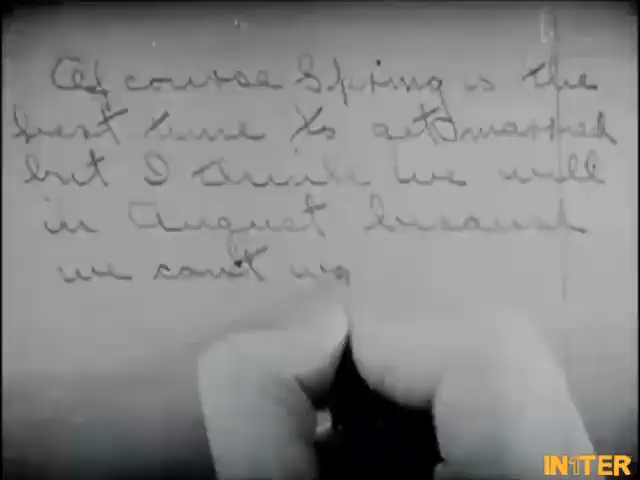 Of course Spring is the
best time to get married
but I think we will
in August because
we can't wa
IN1TER